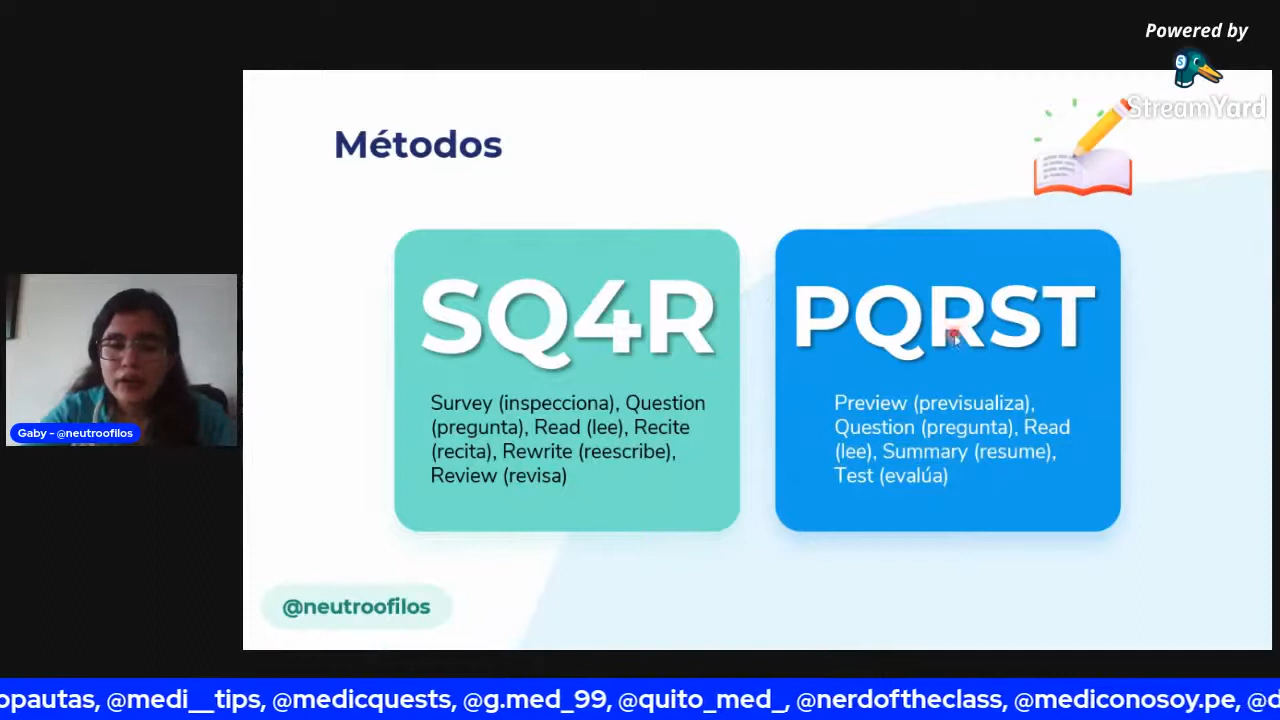 Powered by
StreamYard
Métodos
SQ4R
Survey (inspecciona), Question
(pregunta), Read (lee), Recite
(recita), Rewrite (reescribe),
Review (revisa)
PQRST
Preview (previsualiza),
Question (pregunta), Read
(lee), Summary (resume),
Test (evalúa)
Gaby - @neutroofilos
@neutroofilos
opautas, @medi__tips, @medicquests, @g.med_99, @quito_med_, @nerdoftheclass, @mediconosoy.pe, @d